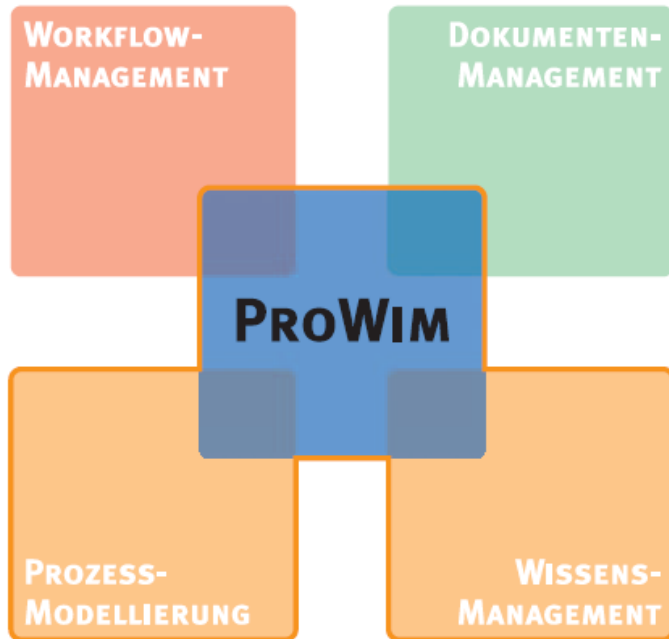 WORKFLOW-
MANAGEMENT
DOKUMENTEN-
MANAGEMENT
PROWIM
PROZESS-
MODELLIERUNG
WISSENS-
MANAGEMENT